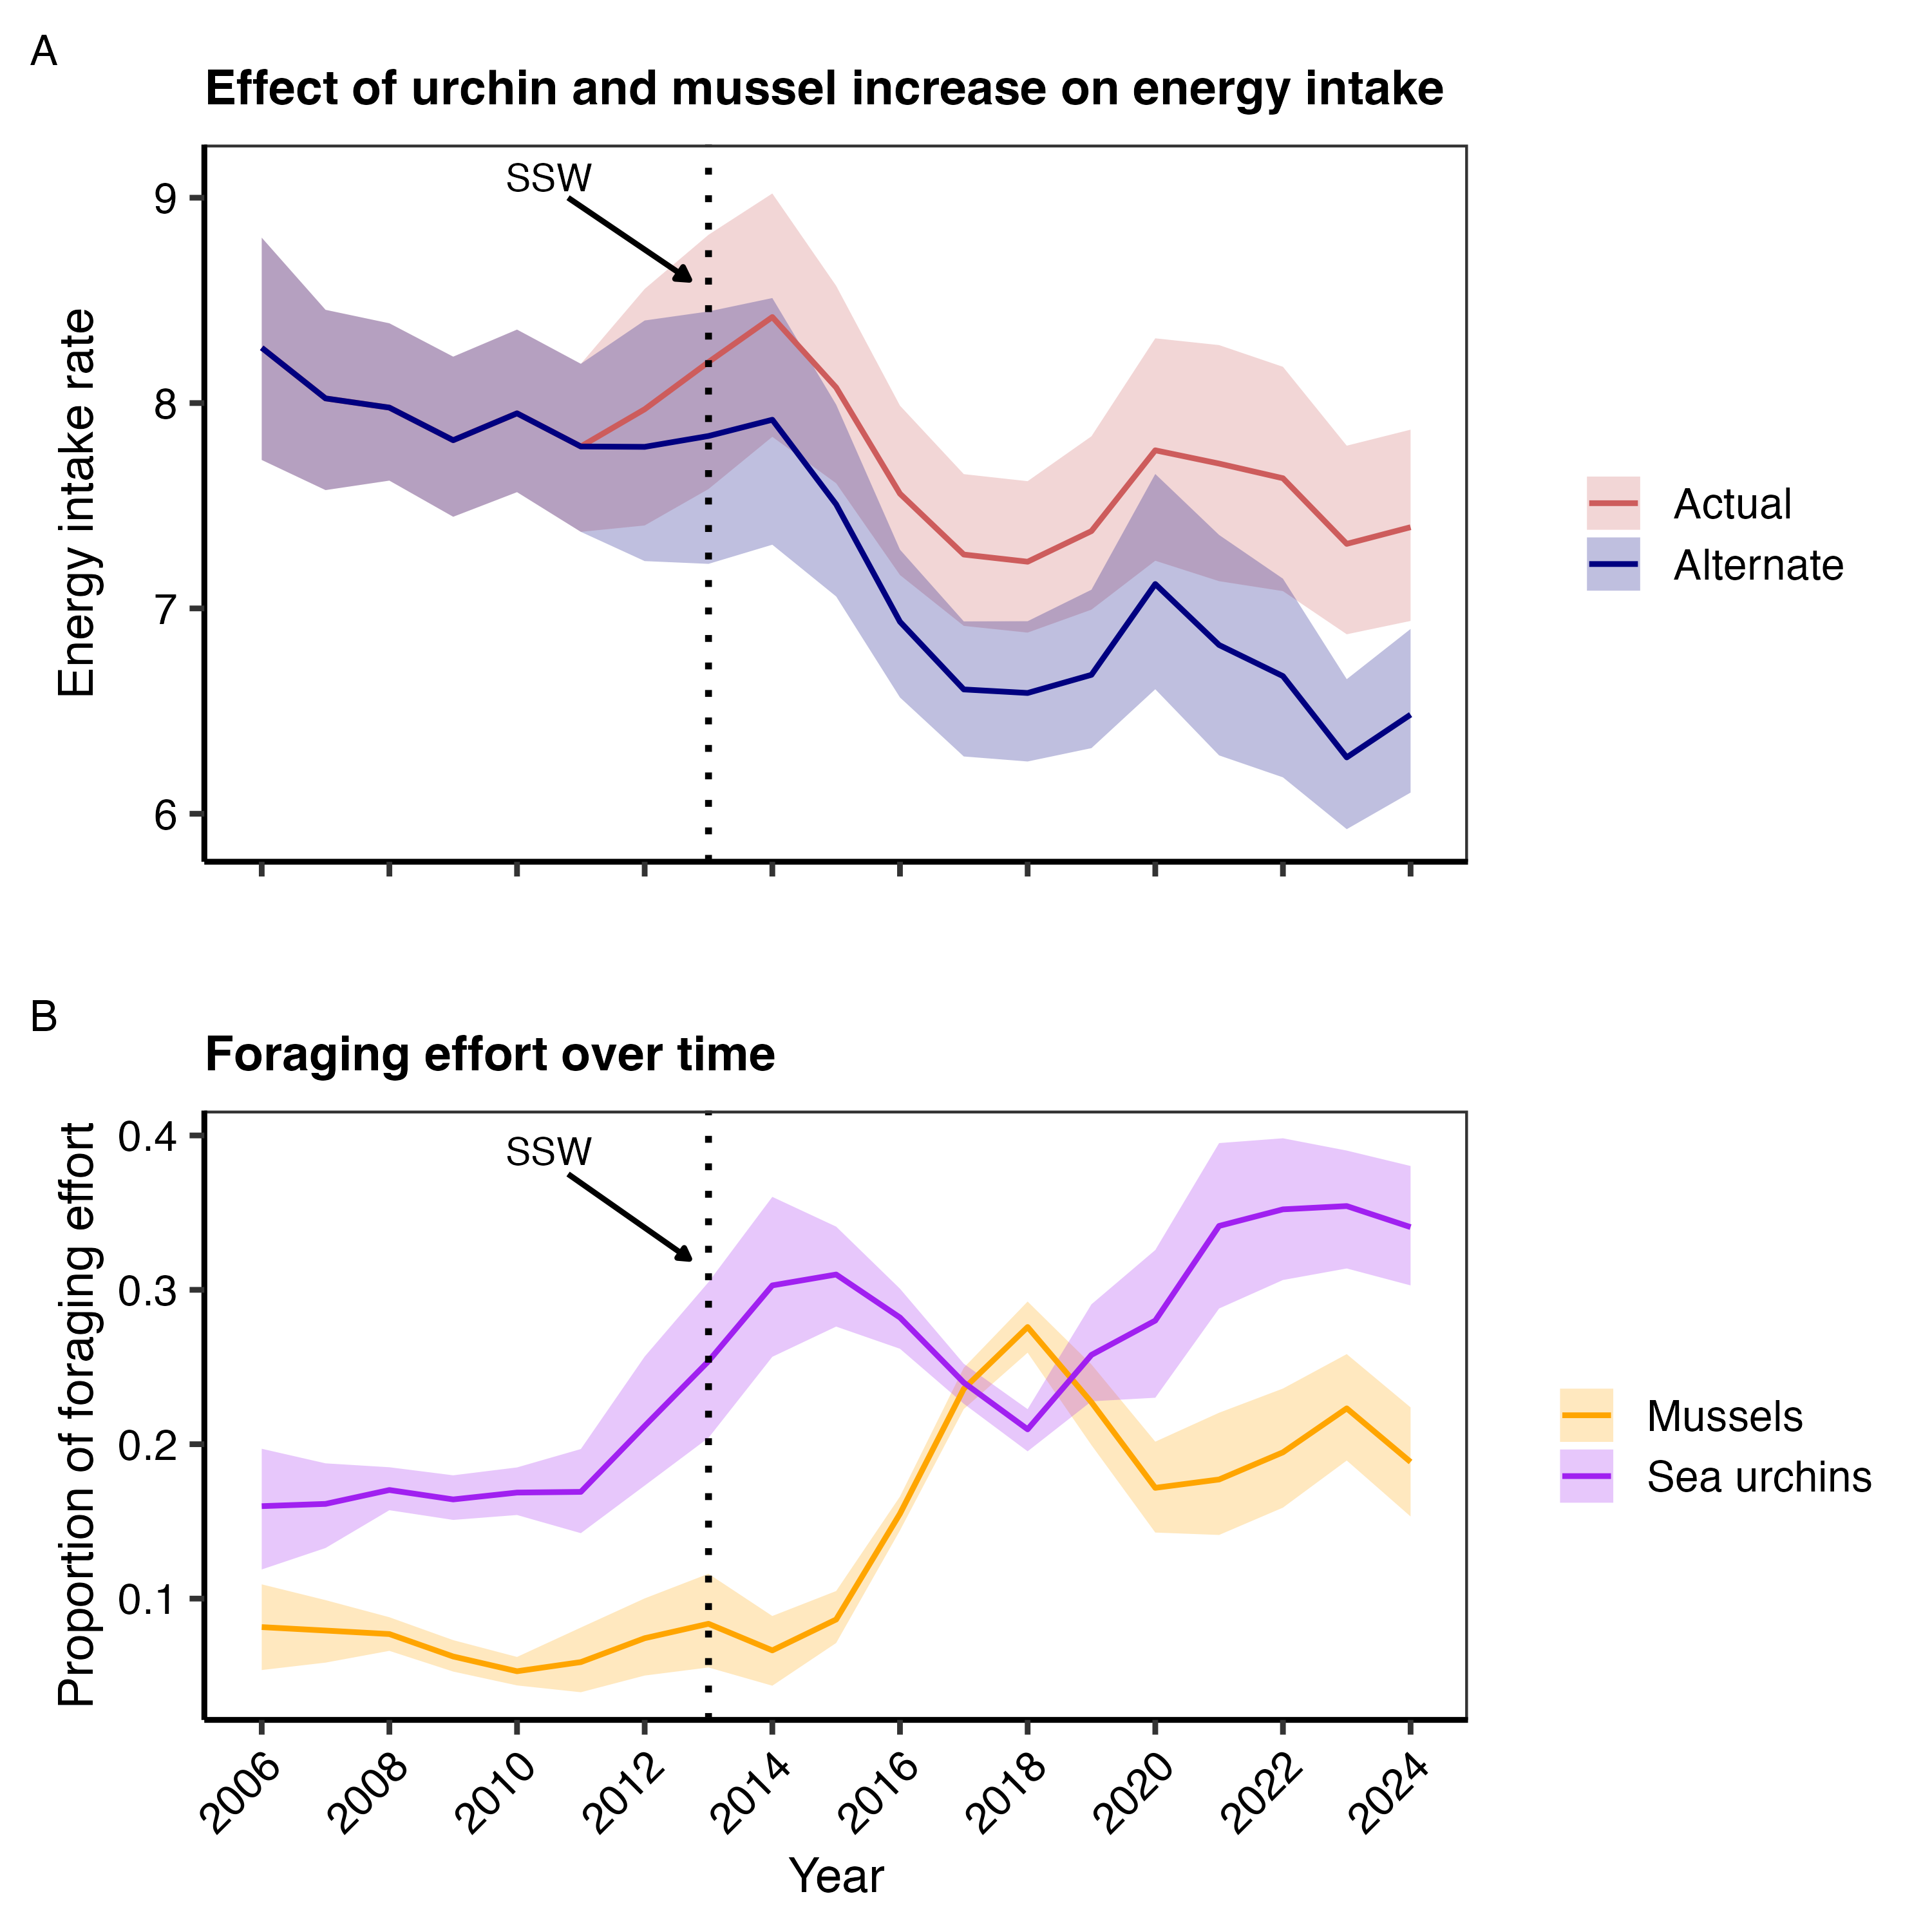 A
Effect of urchin and mussel increase on energy intake
SSW
9
8
7
6
Energy intake rate
Actual
Alternate
B
Foraging effort over time
SSW
0.4
0.3
0.2
0.1
Proportion of foraging effort
Mussels
Sea urchins
2006
2008
2010
2012
2014
2016
2018
2020
2022
2024
Year